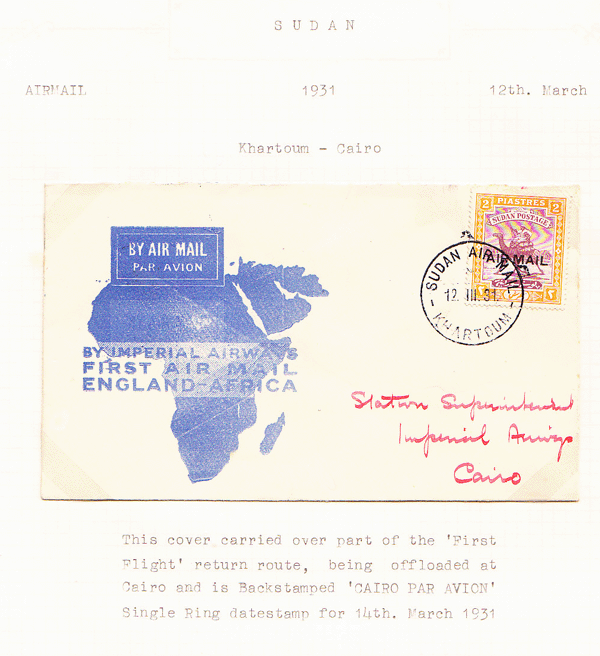 SUDAN
AIRMAIL 1931 12th. March
Khartoum - Cairo
2 PIASTRES 2
SUDAN POSTAGE
AIR MAIL
BY AIR MAIL
PAR AVION
SUDAN AIR MAIL
12. III. 31.
- KHARTOUM -
BY IMPERIAL AIRWAYS
FIRST AIR MAIL
ENGLAND-AFRICA
Station Superintendent
Imperial Airways
Cairo
This cover carried over part of the 'First
Flight' return route, being offloaded at
Cairo and is Backstamped 'CAIRO PAR AVION'
Single Ring datestamp for 14th. March 1931